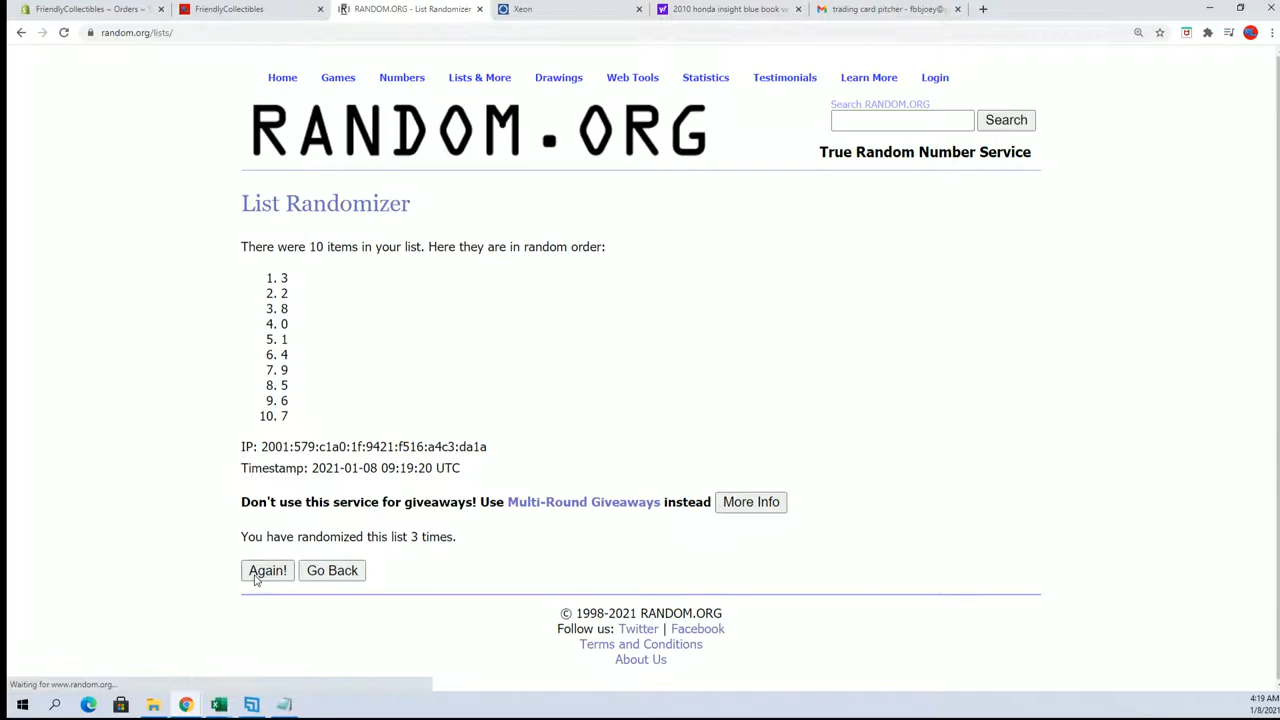 FriendlyCollectibles ~ Orders ~ S
FriendlyCollectibles
RANDOM.ORG - List Randomizer
Xeon
2010 honda insight blue book v
trading card pitcher - fbbjoey@g
random.org/lists/
Home Games Numbers Lists & More Drawings Web Tools Statistics Testimonials Learn More Login
RANDOM.ORG
Search RANDOM.ORG
Search
True Random Number Service
List Randomizer
There were 10 items in your list. Here they are in random order:
1. 3
2. 2
3. 8
4. 0
5. 1
6. 4
7. 9
8. 5
9. 6
10. 7
IP: 2001:579:c1a0:1f:9421:f516:a4c3:da1a
Timestamp: 2021-01-08 09:19:20 UTC
Don't use this service for giveaways! Use Multi-Round Giveaways instead More Info
You have randomized this list 3 times.
Again! Go Back
© 1998-2021 RANDOM.ORG
Follow us: Twitter | Facebook
Terms and Conditions
About Us
Waiting for www.random.org...
4:19 AM
1/8/2021